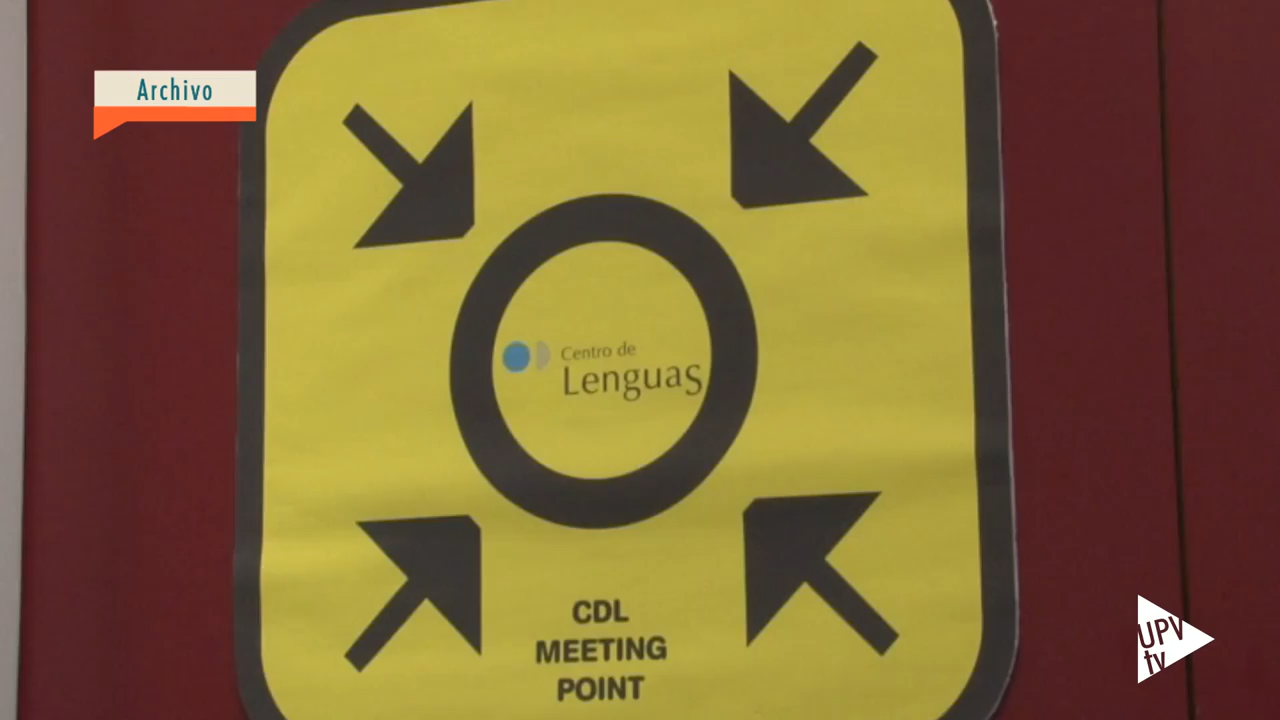 Archivo
Centro de
Lenguas
CDL
MEETING
POINT
UPV
tv